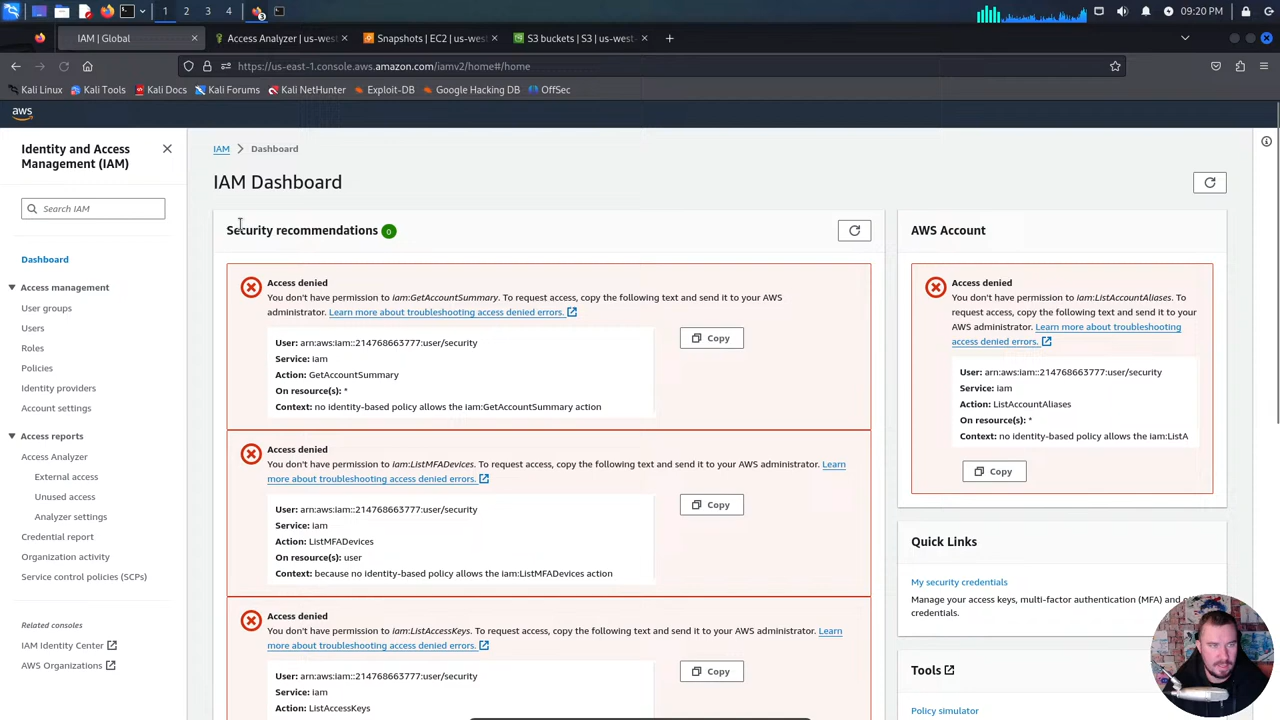 1
2
3
4
3
09:20 PM
IAM | Global
Access Analyzer | us-west
Snapshots | EC2 | us-wes
S3 buckets | S3 | us-west-
https://us-east-1.console.aws.amazon.com/iamv2/home#/home
Kali Linux
Kali Tools
Kali Docs
Kali Forums
Kali NetHunter
Exploit-DB
Google Hacking DB
OffSec
aws
Identity and Access
Management (IAM)
Search IAM
Dashboard
Access management
User groups
Users
Roles
Policies
Identity providers
Account settings
Access reports
Access Analyzer
External access
Unused access
Analyzer settings
Credential report
Organization activity
Service control policies (SCPs)
Related consoles
IAM Identity Center
AWS Organizations
IAM
Dashboard
IAM Dashboard
Security recommendations 0
Access denied
You don't have permission to iam:GetAccountSummary. To request access, copy the following text and send it to your AWS
administrator. Learn more about troubleshooting access denied errors.
User: arn:aws:iam::214768663777:user/security
Service: iam
Action: GetAccountSummary
On resource(s): *
Context: no identity-based policy allows the iam:GetAccountSummary action
Copy
Access denied
You don't have permission to iam:ListMFADevices. To request access, copy the following text and send it to your AWS administrator. Learn
more about troubleshooting access denied errors.
User: arn:aws:iam::214768663777:user/security
Service: iam
Action: ListMFADevices
On resource(s): user
Context: because no identity-based policy allows the iam:ListMFADevices action
Copy
Access denied
You don't have permission to iam:ListAccessKeys. To request access, copy the following text and send it to your AWS administrator. Learn
more about troubleshooting access denied errors.
User: arn:aws:iam::214768663777:user/security
Service: iam
Action: ListAccessKeys
Copy
AWS Account
Access denied
You don't have permission to iam:ListAccountAliases. To
request access, copy the following text and send it to your
AWS administrator. Learn more about troubleshooting
access denied errors.
User: arn:aws:iam::214768663777:user/security
Service: iam
Action: ListAccountAliases
On resource(s): *
Context: no identity-based policy allows the iam:ListA
Copy
Quick Links
My security credentials
Manage your access keys, multi-factor authentication (MFA) and
credentials.
Tools
Policy simulator